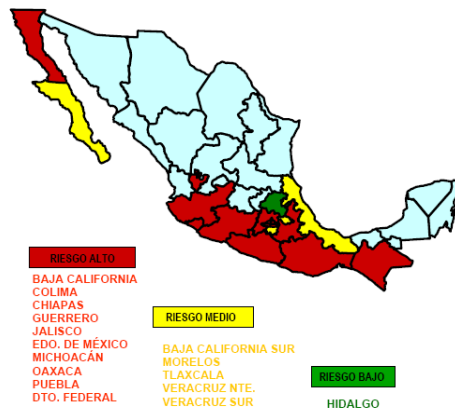 RIESGO ALTO
BAJA CALIFORNIA
COLIMA
CHIAPAS
GUERRERO
JALISCO
EDO. DE MÉXICO
MICHOACÁN
OAXACA
PUEBLA
DTO. FEDERAL
RIESGO MEDIO
BAJA CALIFORNIA SUR
MORELOS
TLAXCALA
VERACRUZ NTE.
VERACRUZ SUR
RIESGO BAJO
HIDALGO